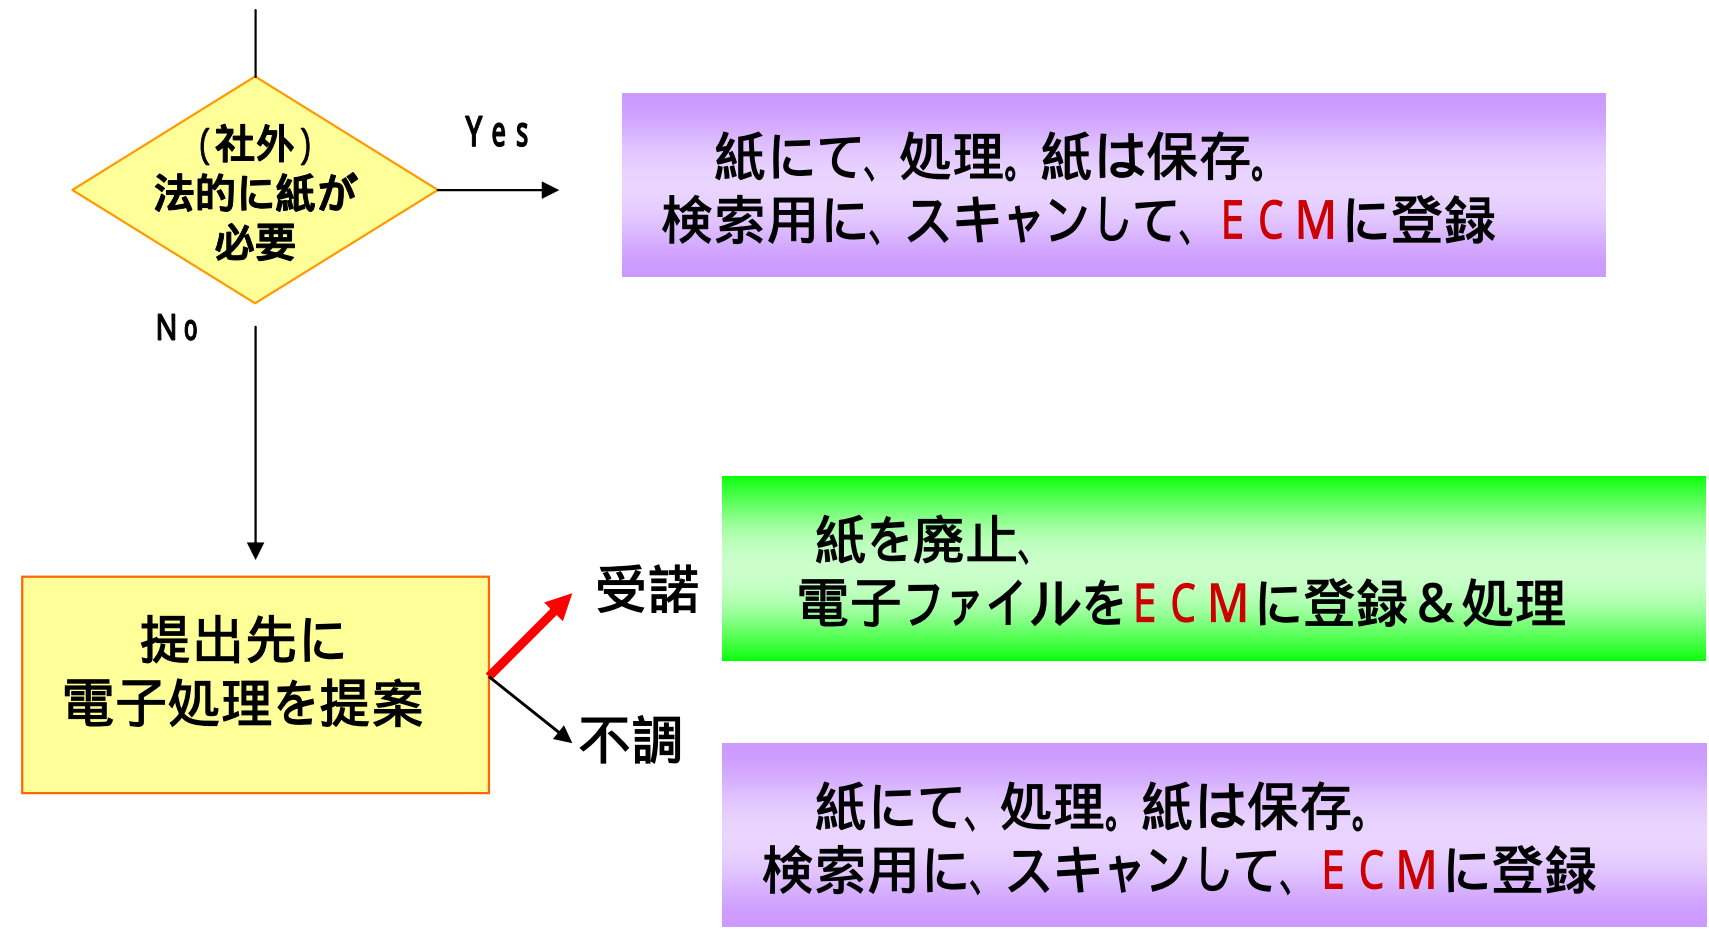 （社外）
法的に紙が
必要
Ｙｅｓ
紙にて、処理。紙は保存。
検索用に、スキャンして、ＥＣＭに登録
Ｎｏ
提出先に
電子処理を提案
受諾
紙を廃止、
電子ファイルをＥＣＭに登録＆処理
不調
紙にて、処理。紙は保存。
検索用に、スキャンして、ＥＣＭに登録